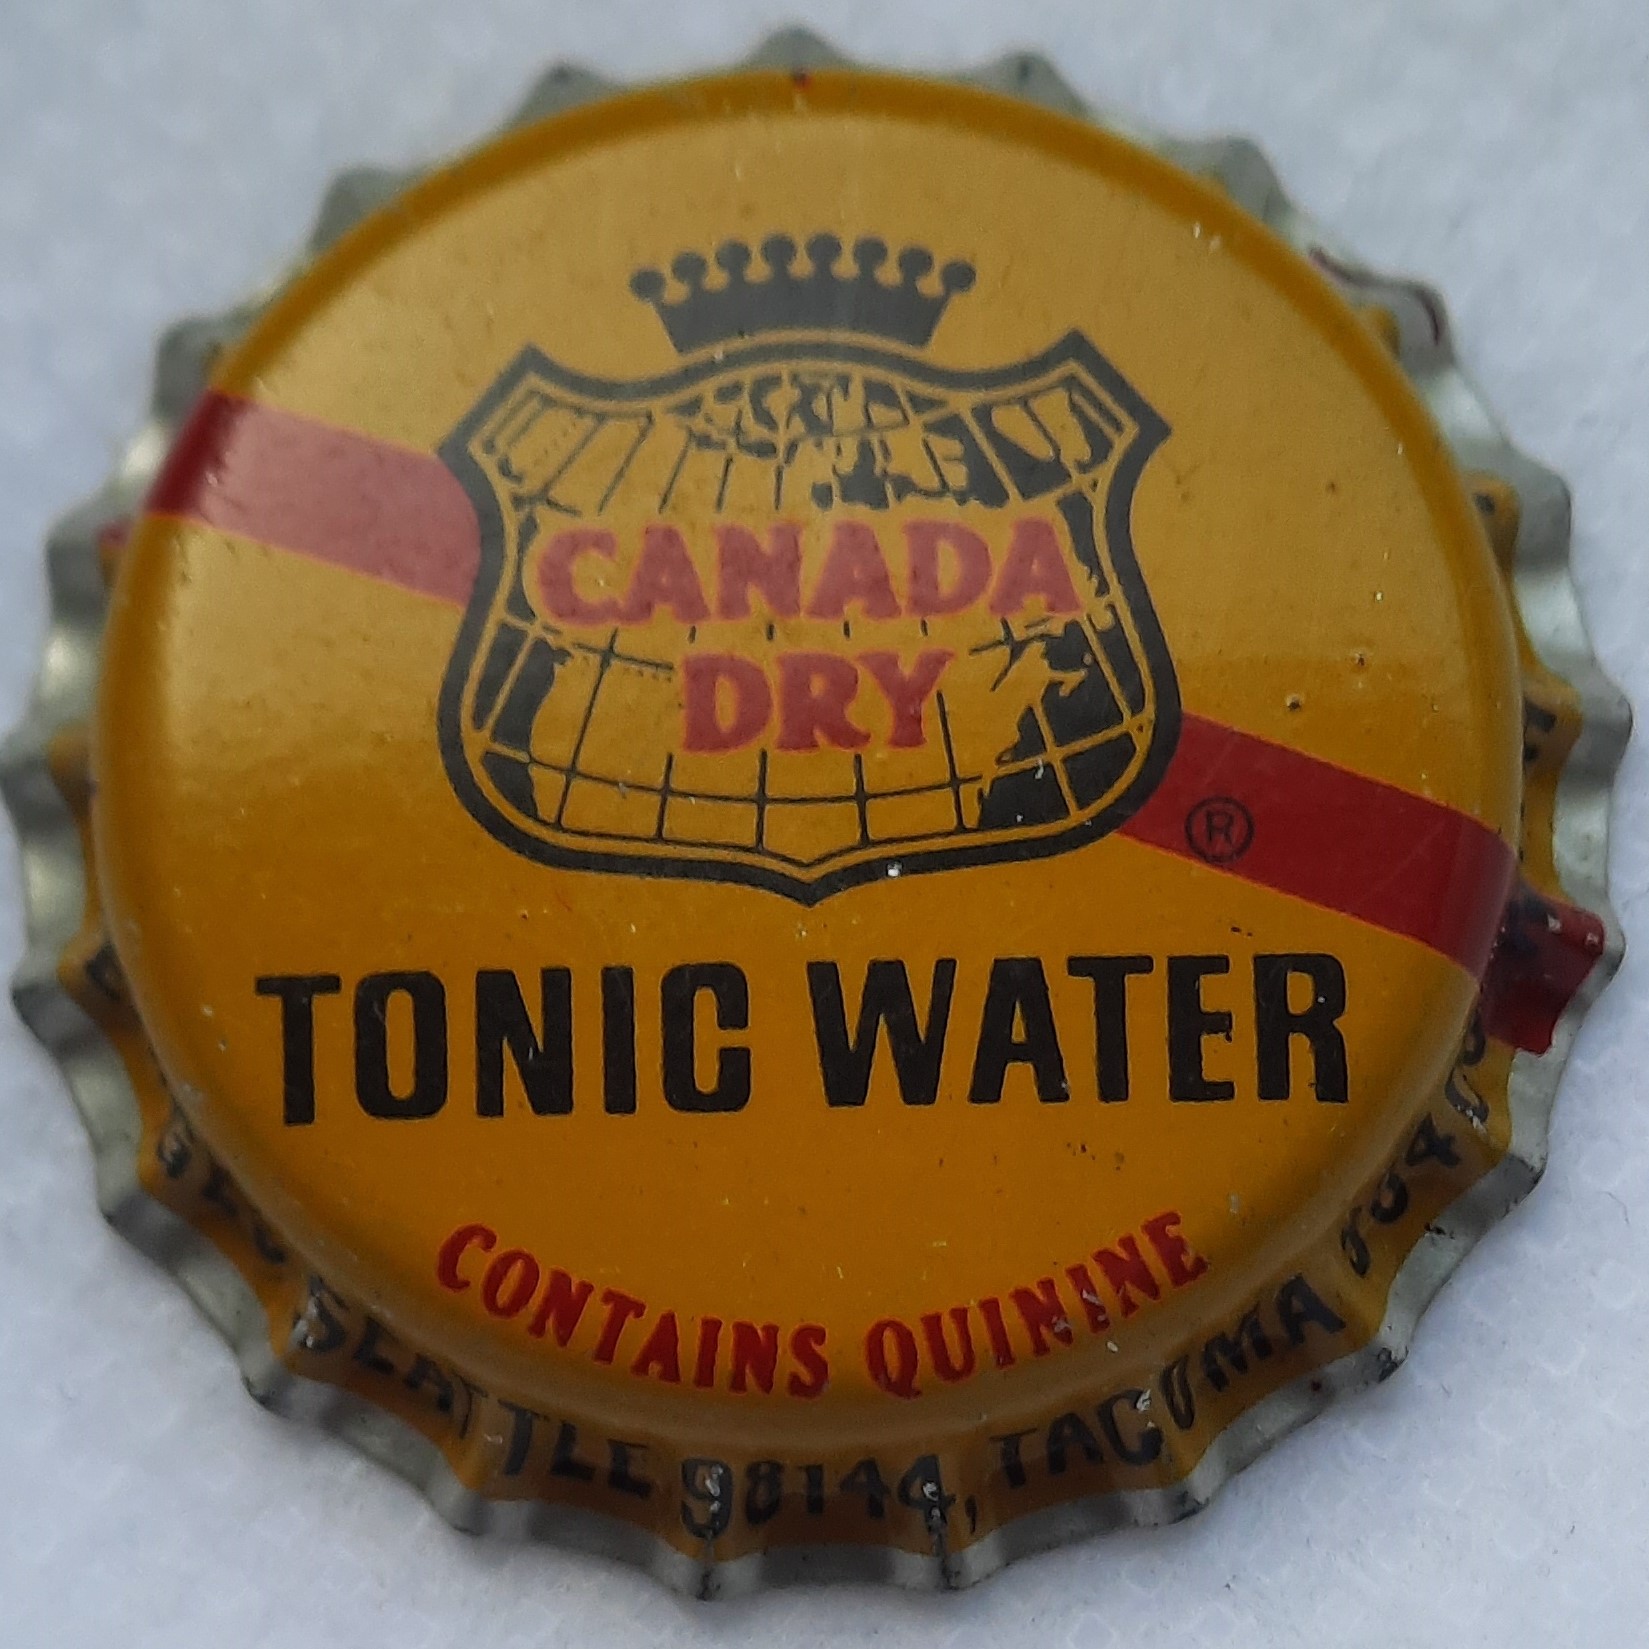 CANADA
DRY
®
TONIC WATER
CONTAINS QUININE
SEATTLE 98144, TACOMA